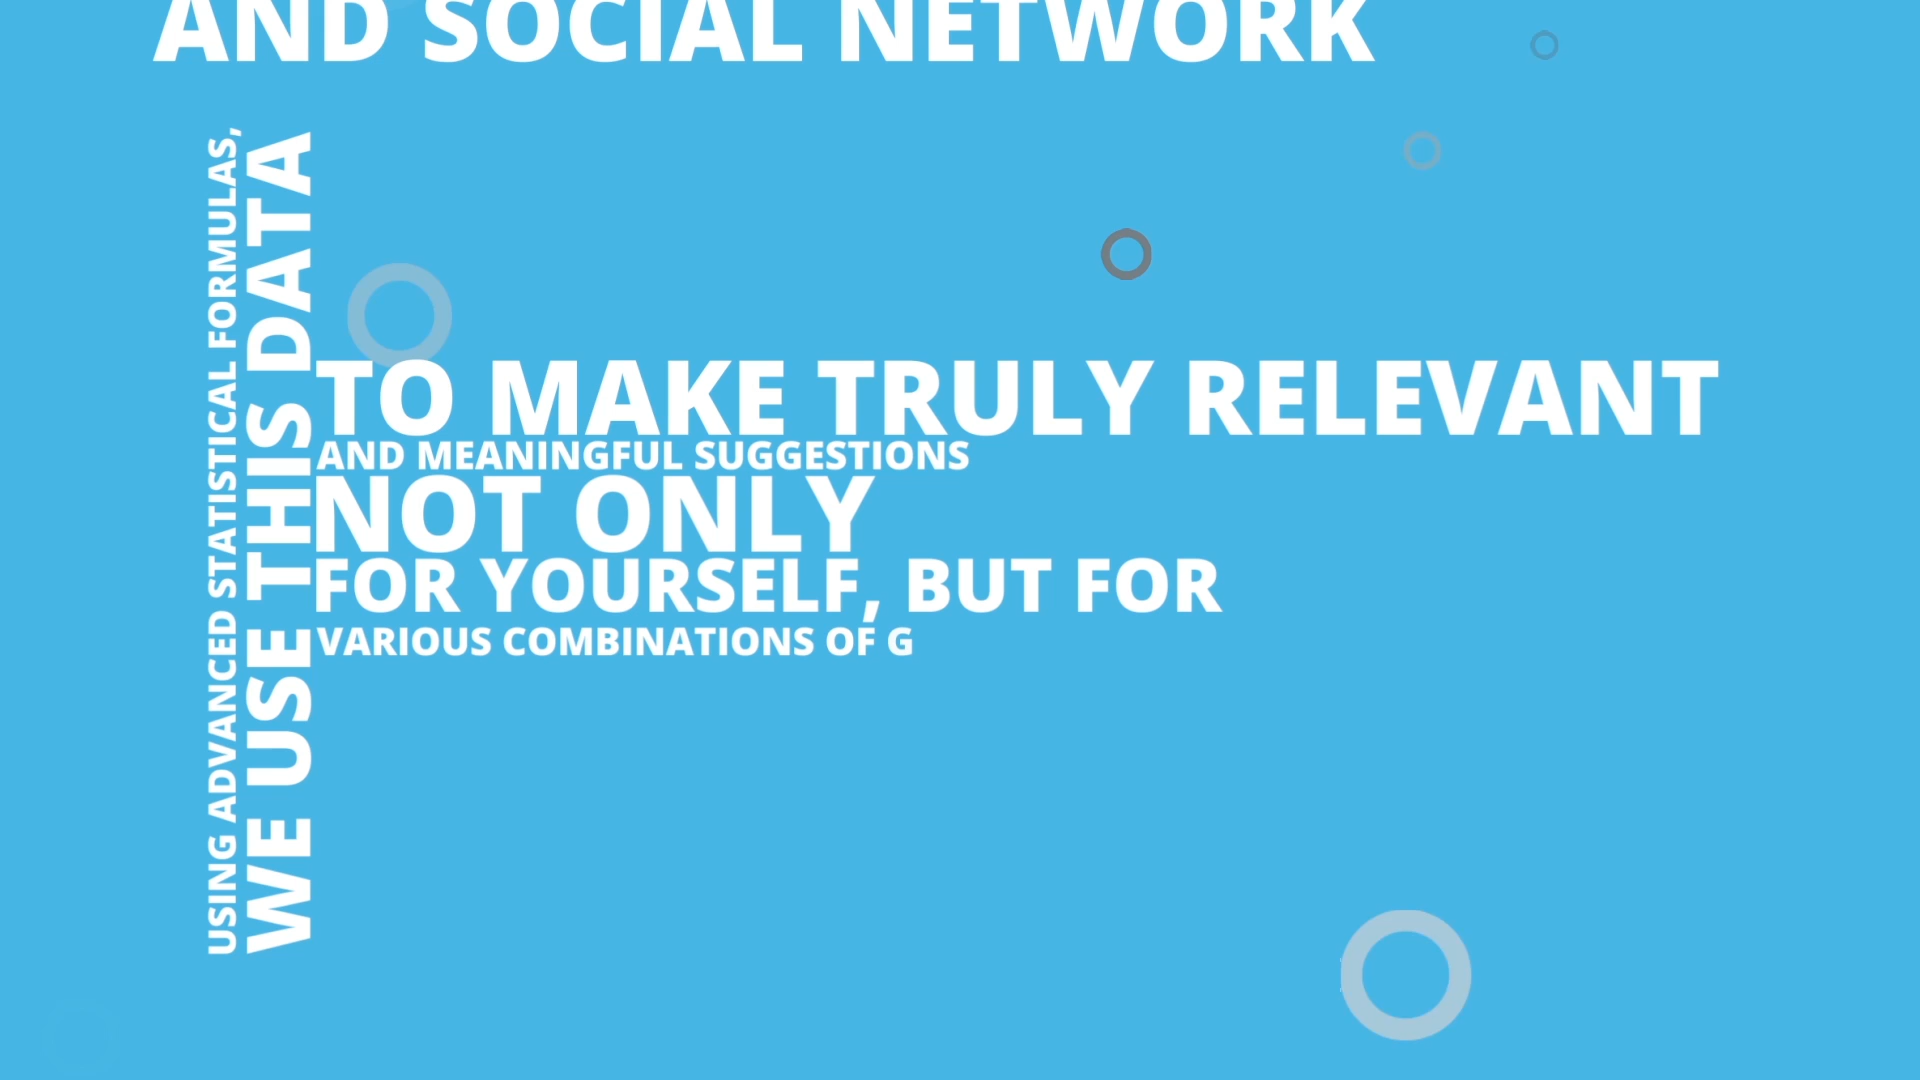 AND SOCIAL NETWORK
USING ADVANCED STATISTICAL FORMULAS,
WE USE THIS DATA
TO MAKE TRULY RELEVANT
AND MEANINGFUL SUGGESTIONS
NOT ONLY
FOR YOURSELF, BUT FOR
VARIOUS COMBINATIONS OF G